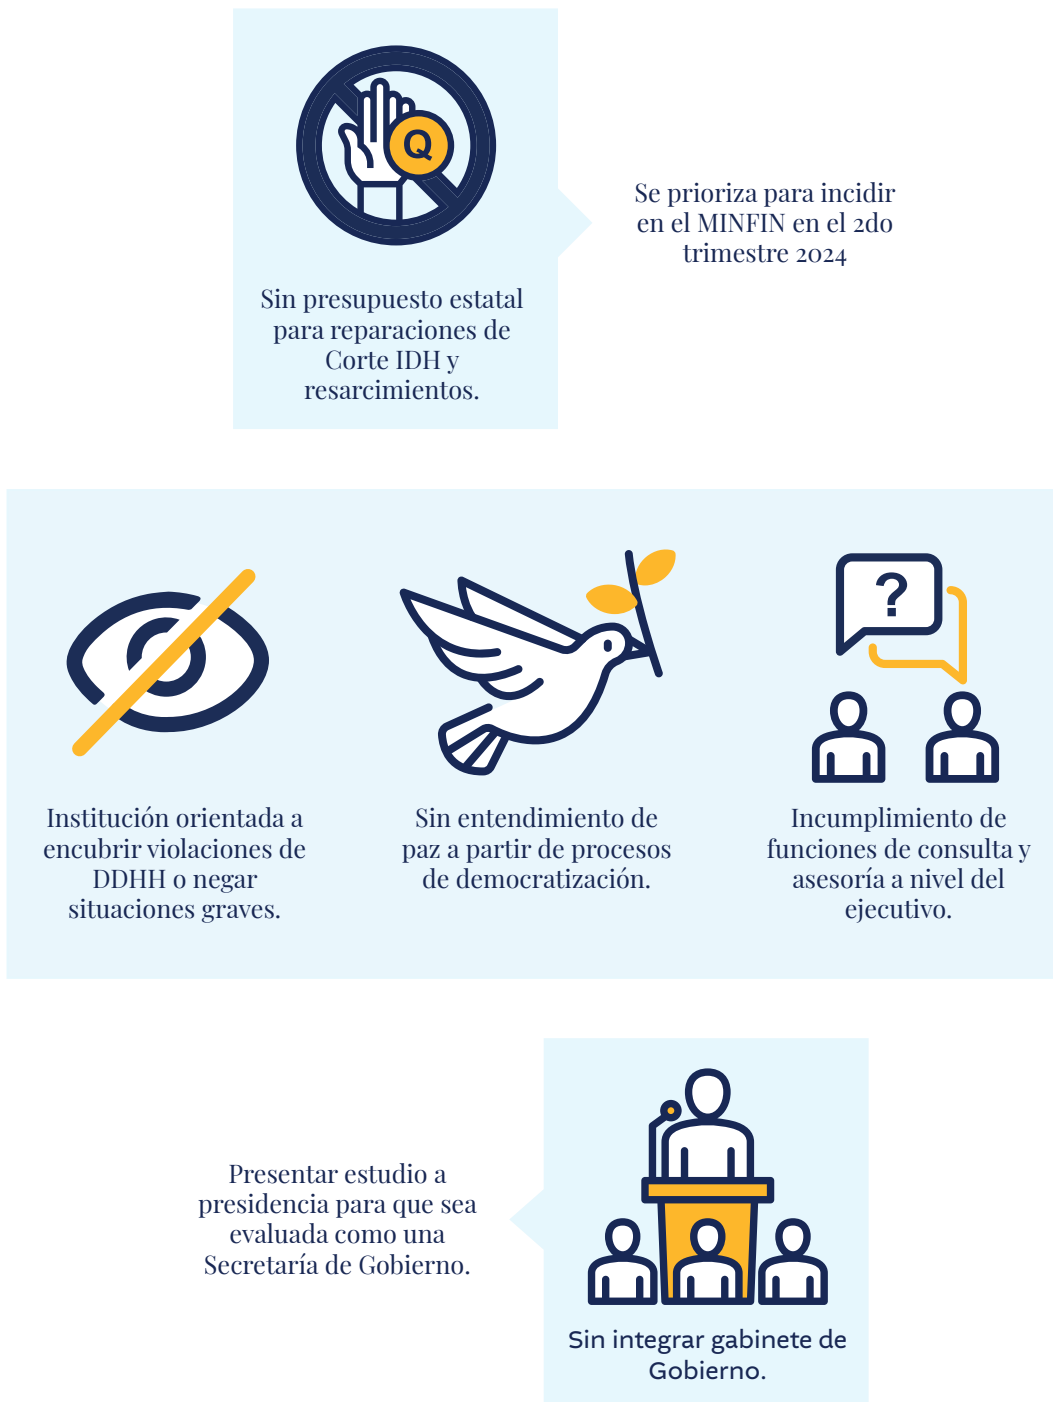 Q
Sin presupuesto estatal
para reparaciones de
Corte IDH y
resarcimientos.
Se prioriza para incidir
en el MINFIN en el 2do
trimestre 2024
Institución orientada a
encubrir violaciones de
DDHH o negar
situaciones graves.
Sin entendimiento de
paz a partir de procesos
de democratización.
?
Incumplimiento de
funciones de consulta y
asesoría a nivel del
ejecutivo.
Presentar estudio a
presidencia para que sea
evaluada como una
Secretaría de Gobierno.
Sin integrar gabinete de
Gobierno.